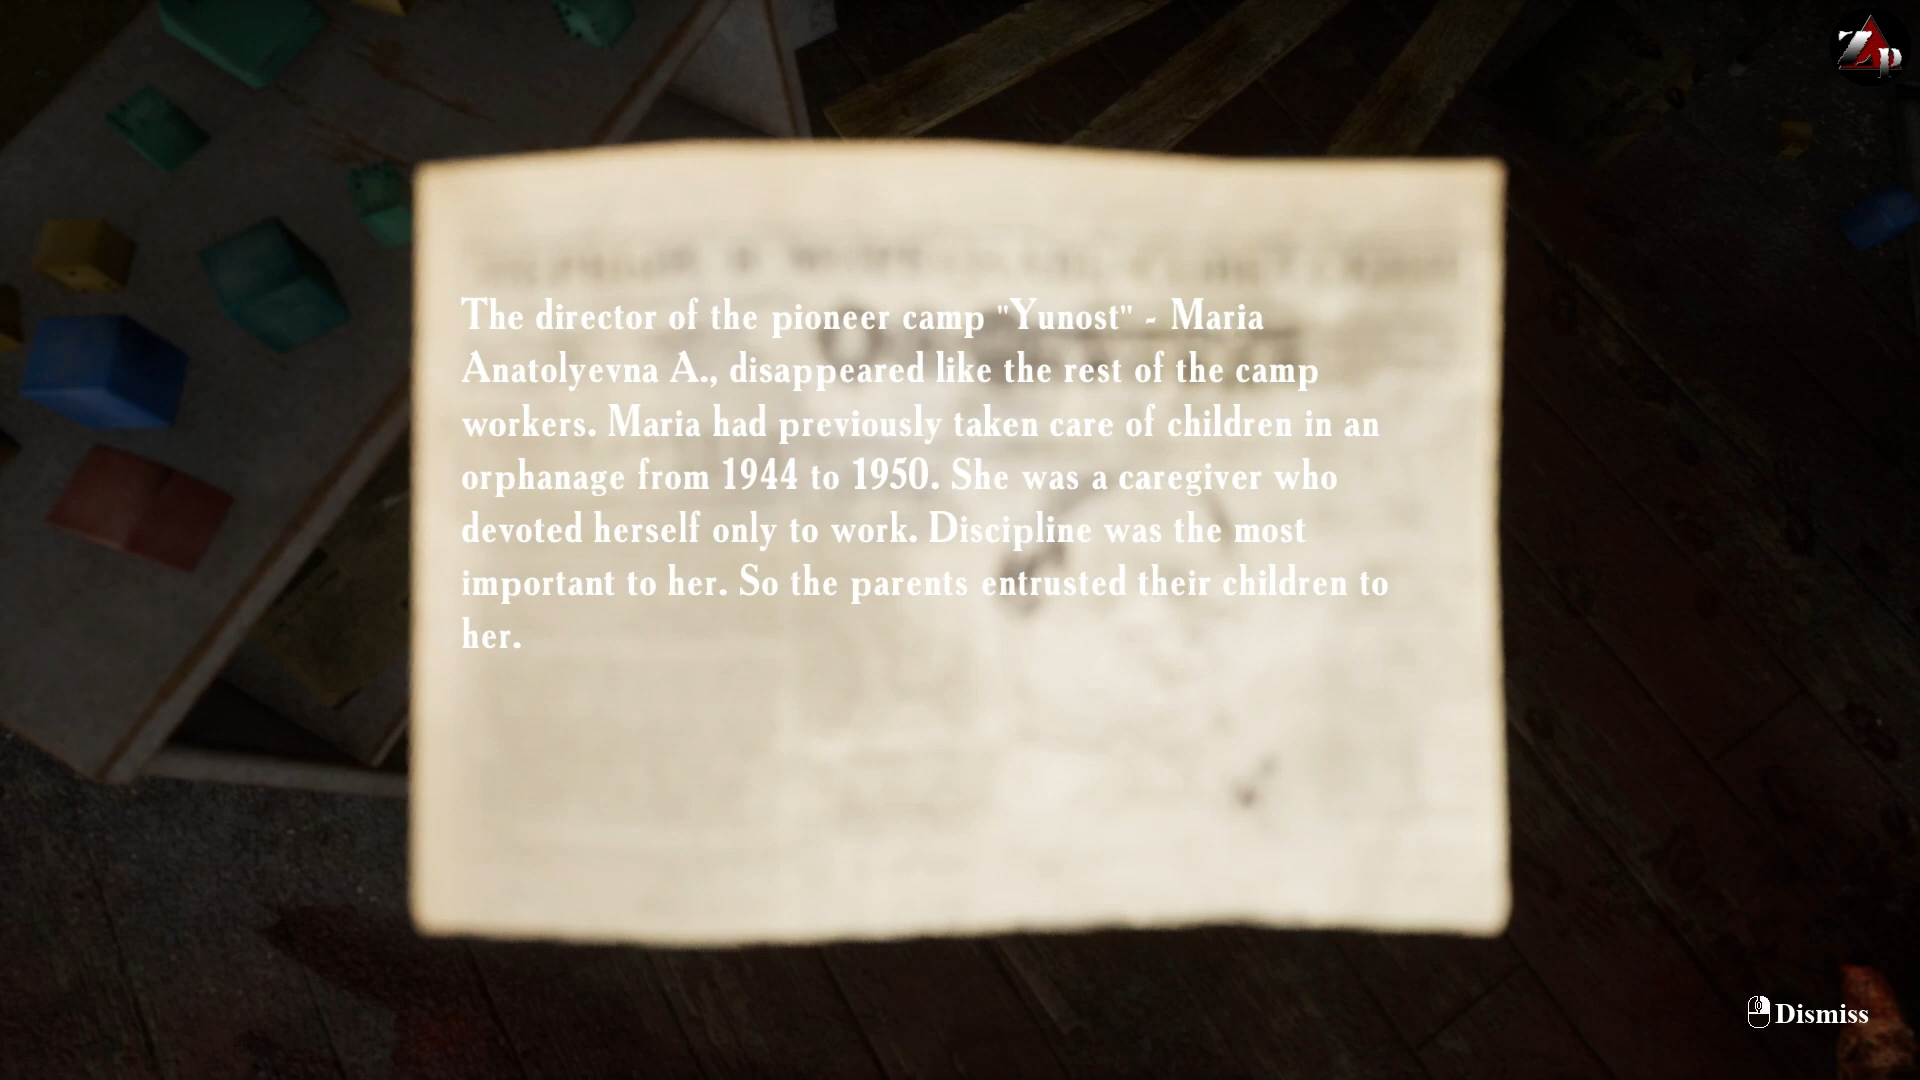 Zp
The director of the pioneer camp "Yunost" - Maria
Anatolyevna A., disappeared like the rest of the camp
workers. Maria had previously taken care of children in an
orphanage from 1944 to 1950. She was a caregiver who
devoted herself only to work. Discipline was the most
important to her. So the parents entrusted their children to
her.
Dismiss